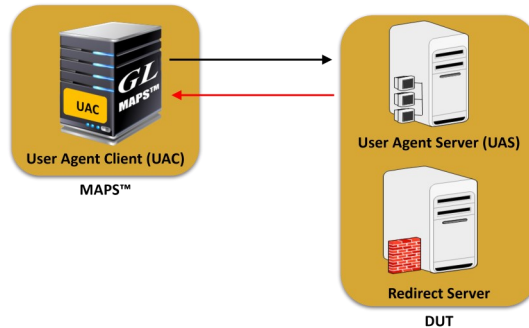 GL
MAPS™
UAC
User Agent Client (UAC)
MAPS™
User Agent Server (UAS)
Redirect Server
DUT